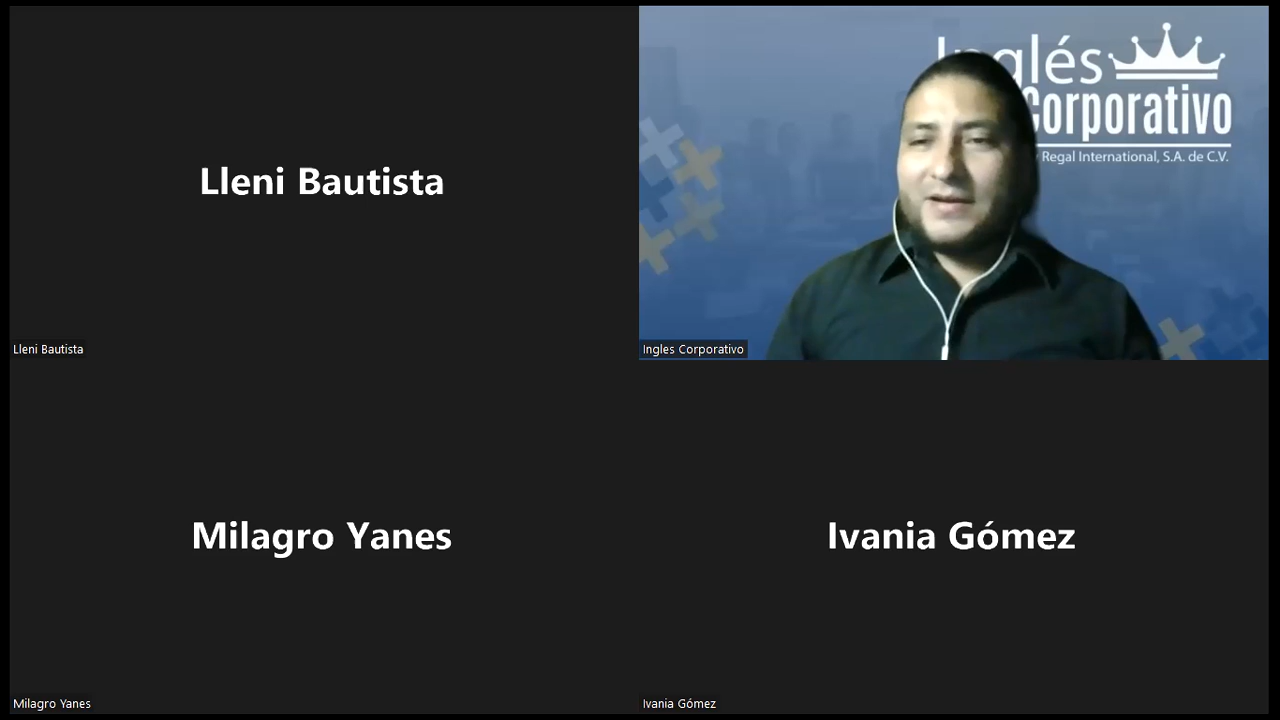 Lleni Bautista
Lleni Bautista
Inglés
Corporativo
Regal International, S.A. de C.V.
Ingles Corporativo
Milagro Yanes
Milagro Yanes
Ivania Gómez
Ivania Gómez